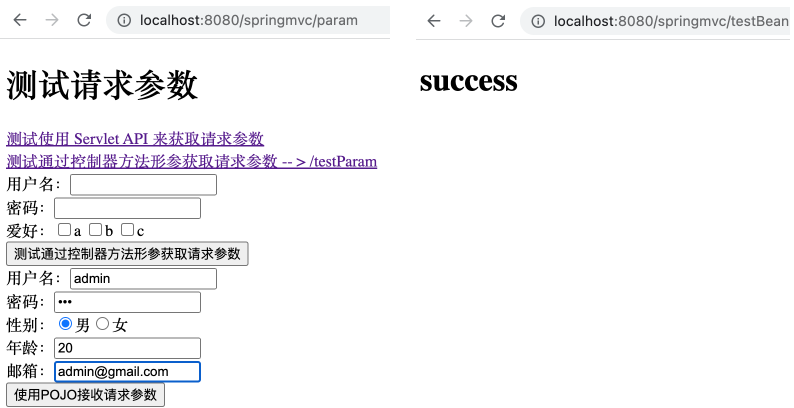 localhost:8080/springmvc/param
测试请求参数
测试使用 Servlet API 来获取请求参数
测试通过控制器方法形参获取请求参数 -- > /testParam
用户名：
密码：
爱好： a b c
测试通过控制器方法形参获取请求参数
用户名： admin
密码： •••
性别： 男 女
年龄： 20
邮箱： admin@gmail.com
使用POJO接收请求参数
localhost:8080/springmvc/testBean
success